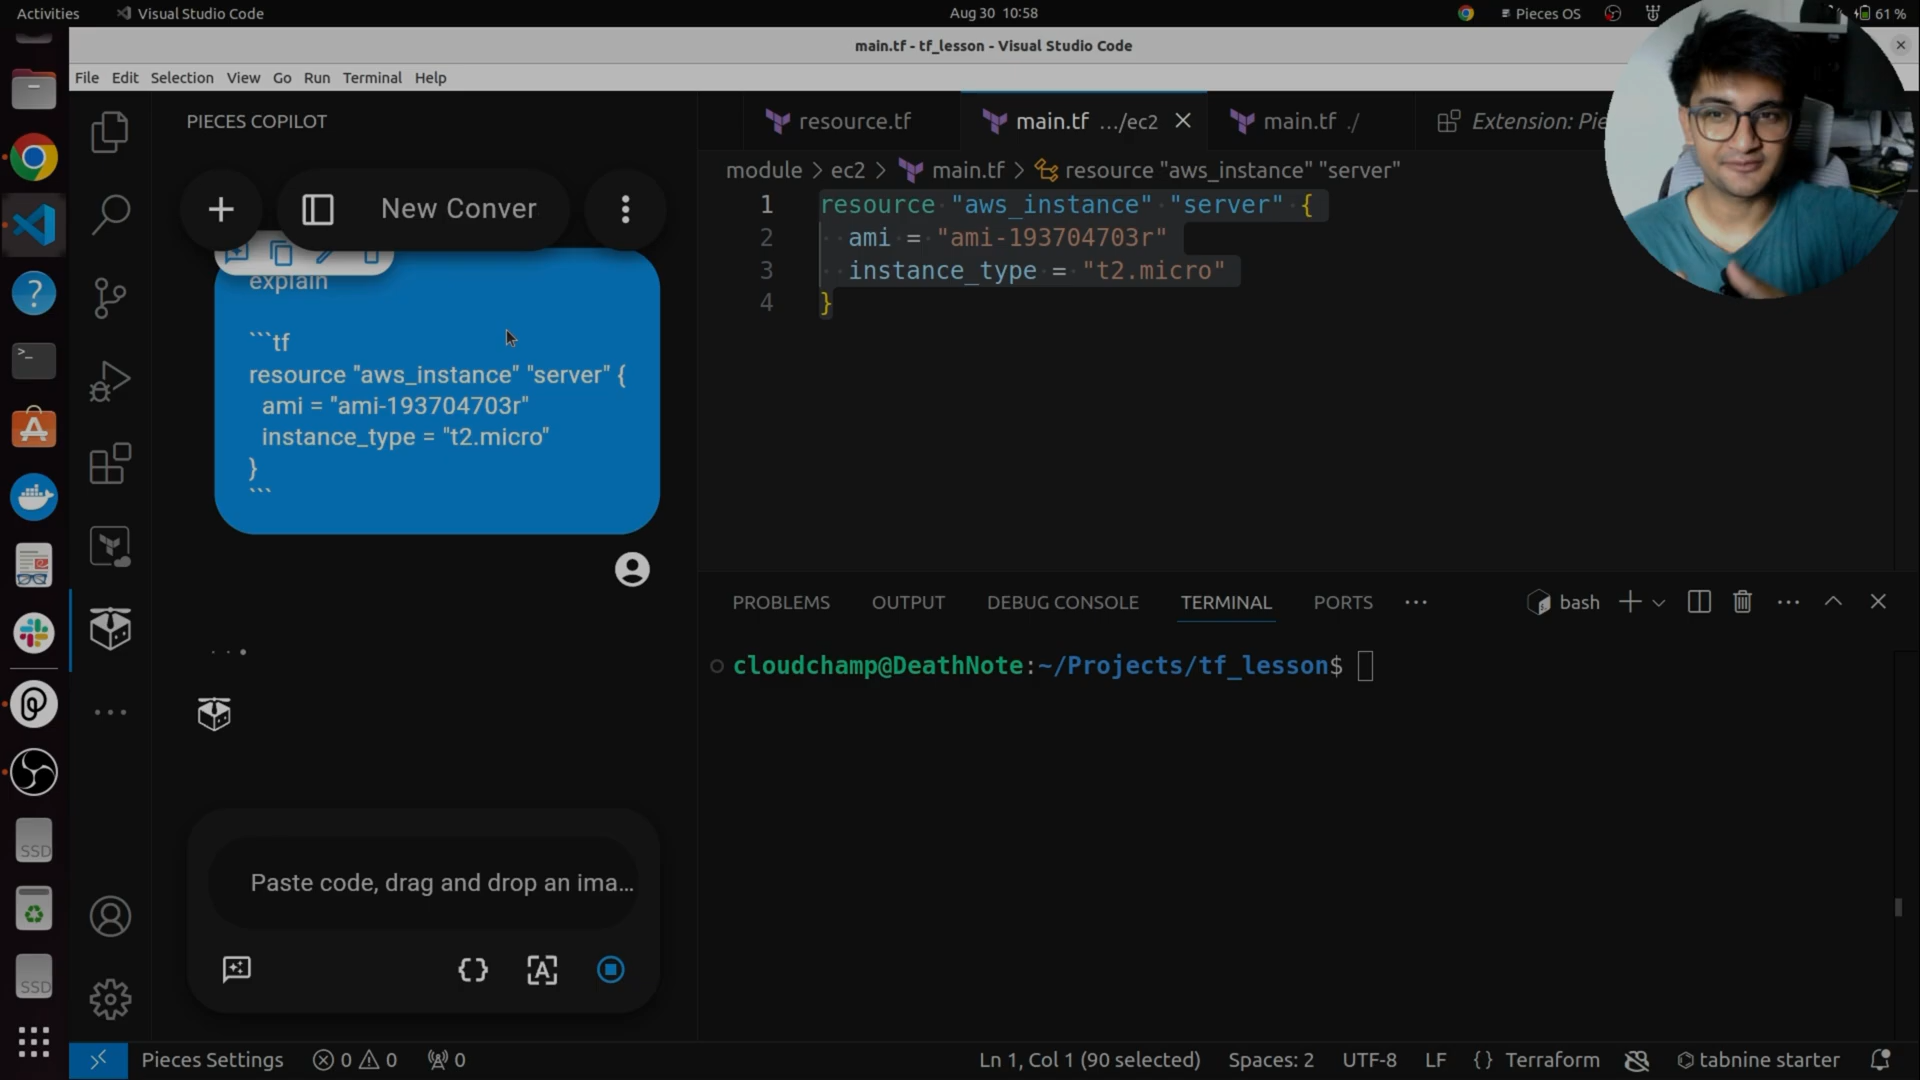 Activities Visual Studio Code Aug 30 10:58 Pieces OS 61 %
main.tf - tf_lesson - Visual Studio Code
File Edit Selection View Go Run Terminal Help
PIECES COPILOT
resource.tf main.tf .../ec2 main.tf ./ Extension: Pie
New Conver
module > ec2 > main.tf > resource "aws_instance" "server"
1 resource "aws_instance" "server" {
2 ami = "ami-193704703r"
3 instance_type = "t2.micro"
4 }
explain
```tf
resource "aws_instance" "server" {
ami = "ami-193704703r"
instance_type = "t2.micro"
}
```
PROBLEMS OUTPUT DEBUG CONSOLE TERMINAL PORTS bash
cloudchamp@DeathNote:~/Projects/tf_lesson$
Paste code, drag and drop an ima...
SSD
SSD
Pieces Settings 0 0 0 Ln 1, Col 1 (90 selected) Spaces: 2 UTF-8 LF {} Terraform tabnine starter